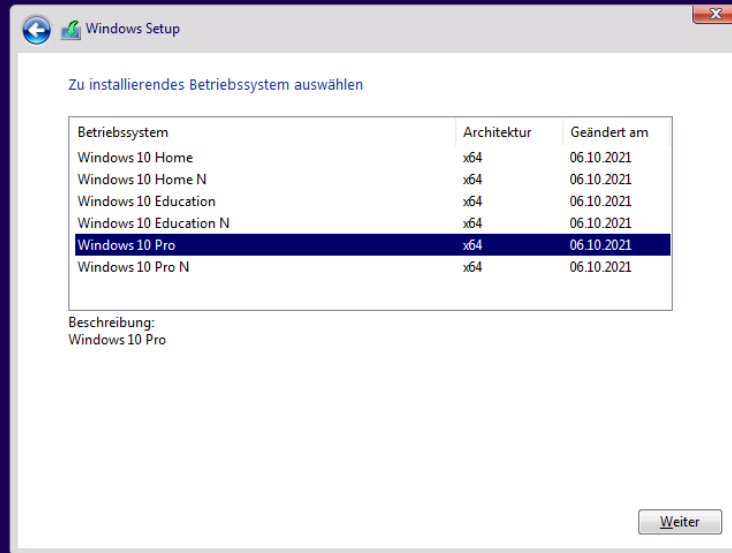 Windows Setup
Zu installierendes Betriebssystem auswählen
Betriebssystem Architektur Geändert am
Windows 10 Home x64 06.10.2021
Windows 10 Home N x64 06.10.2021
Windows 10 Education x64 06.10.2021
Windows 10 Education N x64 06.10.2021
Windows 10 Pro x64 06.10.2021
Windows 10 Pro N x64 06.10.2021
Beschreibung:
Windows 10 Pro
Weiter